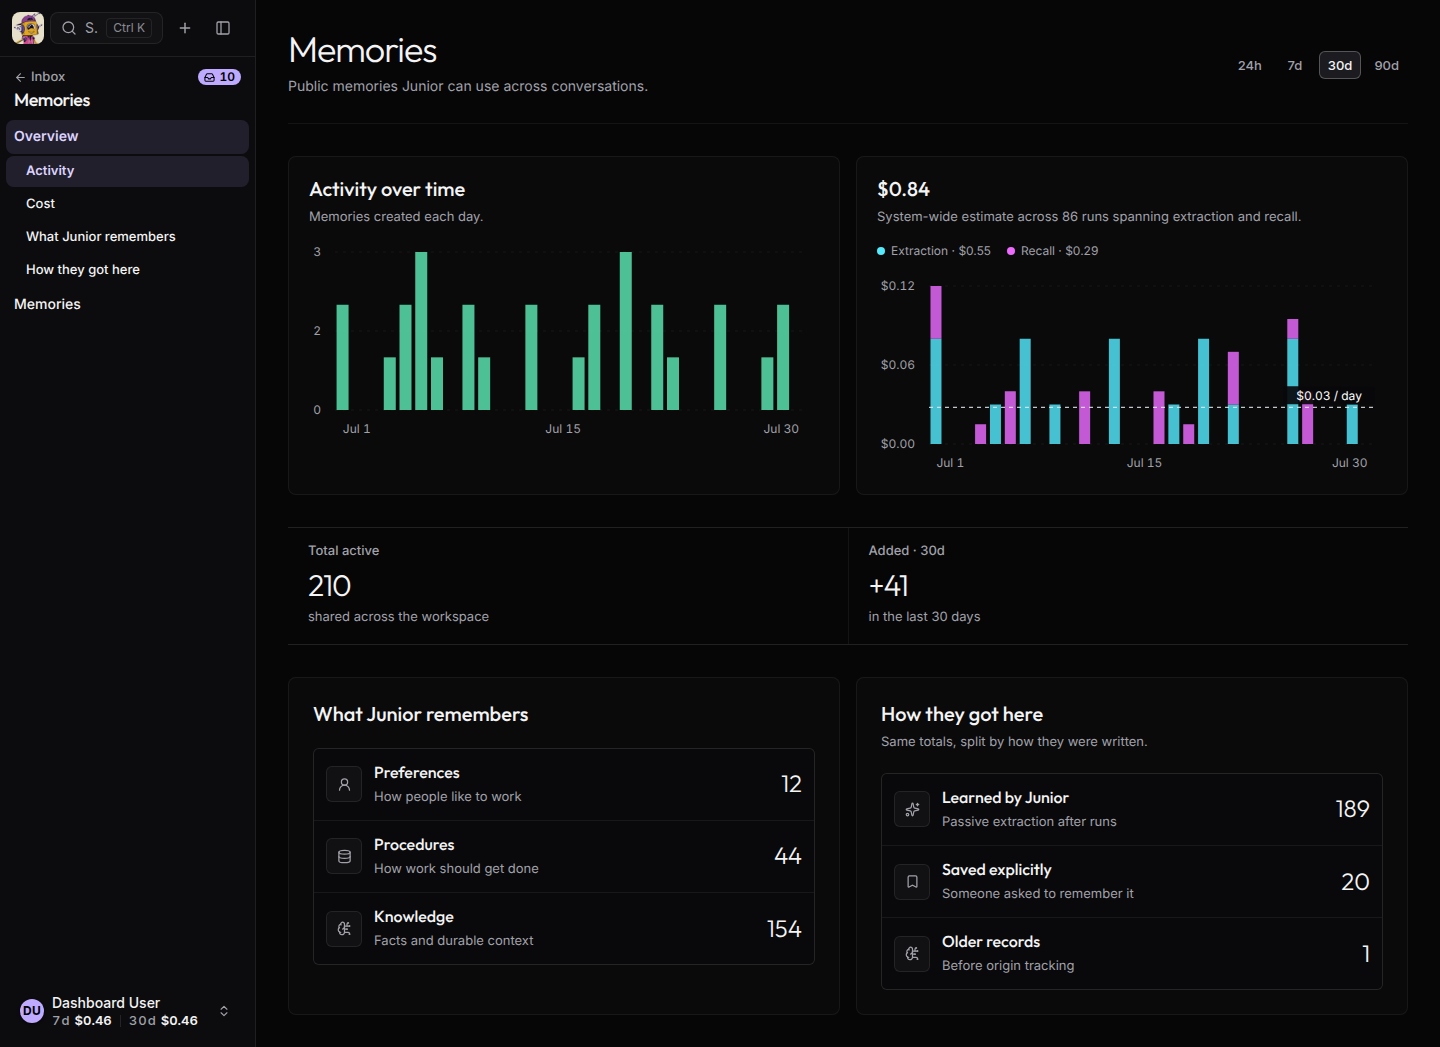 S. Ctrl K
Inbox 10
Memories
Overview
Activity
Cost
What Junior remembers
How they got here
Memories
DU
Dashboard User
7d $0.46 30d $0.46
Memories
Public memories Junior can use across conversations.
24h 7d 30d 90d
Activity over time
Memories created each day.
3
2
0
Jul 1 Jul 15 Jul 30
$0.84
System-wide estimate across 86 runs spanning extraction and recall.
Extraction · $0.55 Recall · $0.29
$0.12
$0.06
$0.03 / day
$0.00
Jul 1 Jul 15 Jul 30
Total active
210
shared across the workspace
Added · 30d
+41
in the last 30 days
What Junior remembers
Preferences
How people like to work
12
Procedures
How work should get done
44
Knowledge
Facts and durable context
154
How they got here
Same totals, split by how they were written.
Learned by Junior
Passive extraction after runs
189
Saved explicitly
Someone asked to remember it
20
Older records
Before origin tracking
1